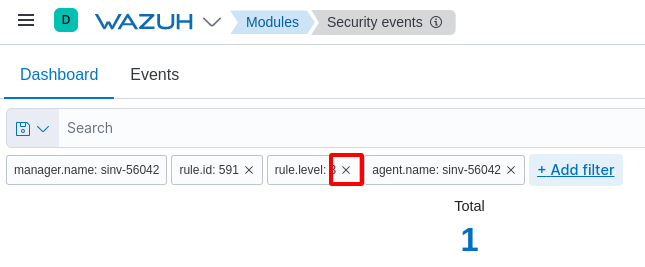 D WAZUH Modules Security events
Dashboard Events
Search
manager.name: sinv-56042 rule.id: 591 rule.level: 3 agent.name: sinv-56042 + Add filter
Total
1